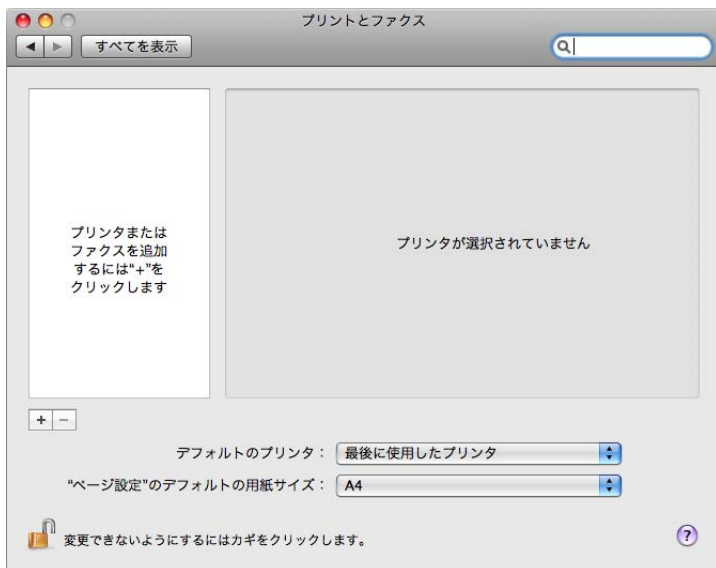 プリントとファクス
すべてを表示
プリンタまたは
ファクスを追加
するには“+”を
クリックします
プリンタが選択されていません
+ −
デフォルトのプリンタ： 最後に使用したプリンタ
“ページ設定”のデフォルトの用紙サイズ： A4
変更できないようにするにはカギをクリックします。
?